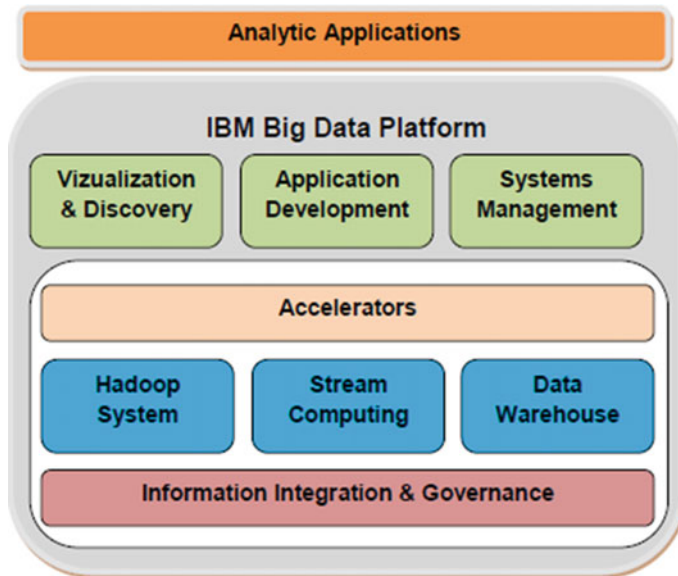 Analytic Applications
IBM Big Data Platform
Vizualization
& Discovery
Application
Development
Systems
Management
Accelerators
Hadoop
System
Stream
Computing
Data
Warehouse
Information Integration & Governance